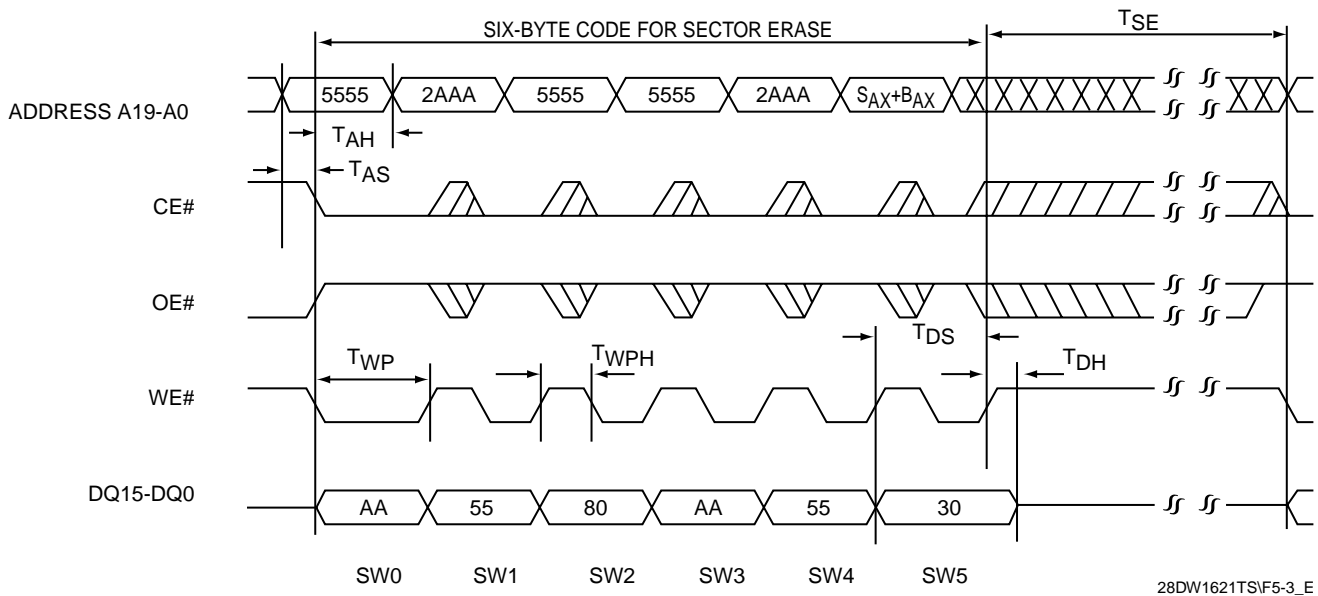 SIX-BYTE CODE FOR SECTOR ERASE
TSE
ADDRESS A19-A0
5555 2AAA 5555 5555 2AAA SAX+BAX
TAH
TAS
CE#
OE#
TDS
TWP TWPH TDH
WE#
DQ15-DQ0
AA 55 80 AA 55 30
SW0 SW1 SW2 SW3 SW4 SW5
28DW1621TS\F5-3_E